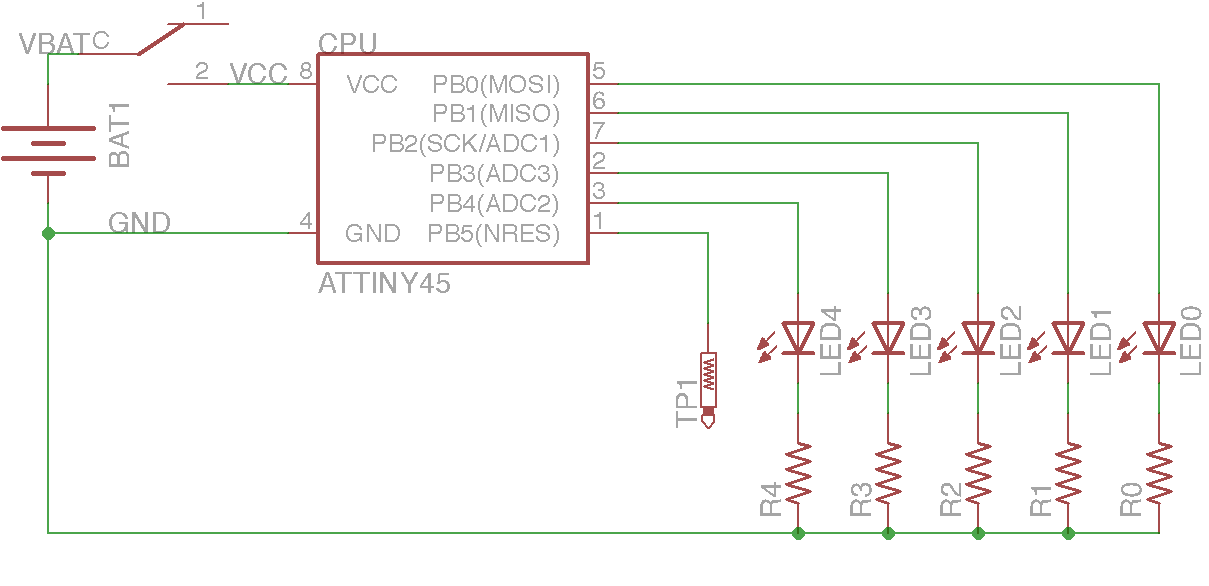 1
VBAT C
CPU
2 VCC 8
VCC PB0(MOSI) 5
PB1(MISO) 6
PB2(SCK/ADC1) 7
BAT1
PB3(ADC3) 2
PB4(ADC2) 3
GND 4
GND PB5(NRES) 1
ATTINY45
LED4 LED3 LED2 LED1 LED0
TP1
R4 R3 R2 R1 R0